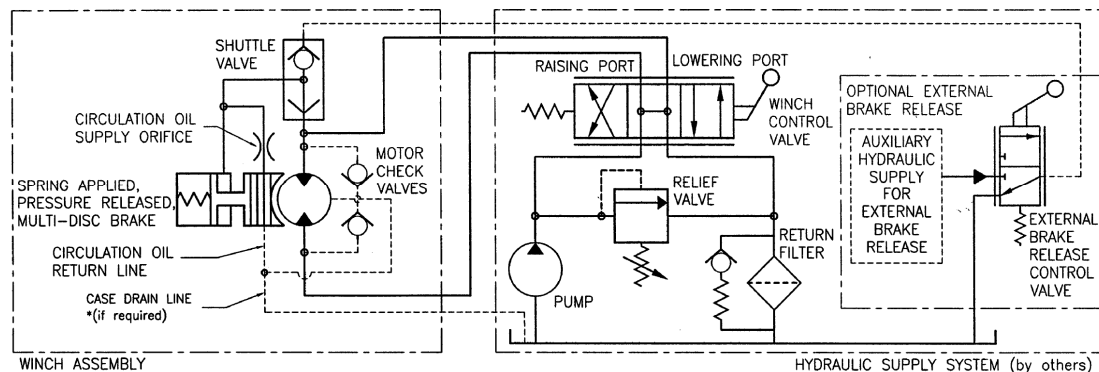 SHUTTLE
VALVE
CIRCULATION OIL
SUPPLY ORIFICE
SPRING APPLIED,
PRESSURE RELEASED,
MULTI-DISC BRAKE
CIRCULATION OIL
RETURN LINE
CASE DRAIN LINE
*(if required)
MOTOR
CHECK
VALVES
WINCH ASSEMBLY
RAISING PORT
LOWERING PORT
WINCH
CONTROL
VALVE
RELIEF
VALVE
RETURN
FILTER
PUMP
OPTIONAL EXTERNAL
BRAKE RELEASE
AUXILIARY
HYDRAULIC
SUPPLY
FOR
EXTERNAL
BRAKE
RELEASE
EXTERNAL
BRAKE
RELEASE
CONTROL
VALVE
HYDRAULIC SUPPLY SYSTEM (by others)